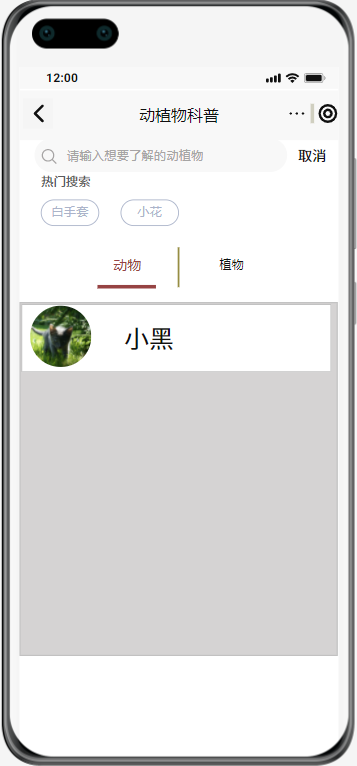 12:00
动植物科普
请输入想要了解的动植物 取消
热门搜索
白手套 小花
动物 植物
小黑